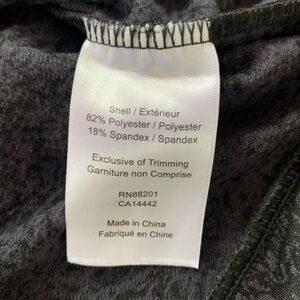 Shell / Extérieur
82% Polyester / Polyester
18% Spandex / Spandex
Exclusive of Trimming
Garniture non Comprise
RN88201
CA14442
Made in China
Fabriqué en Chine